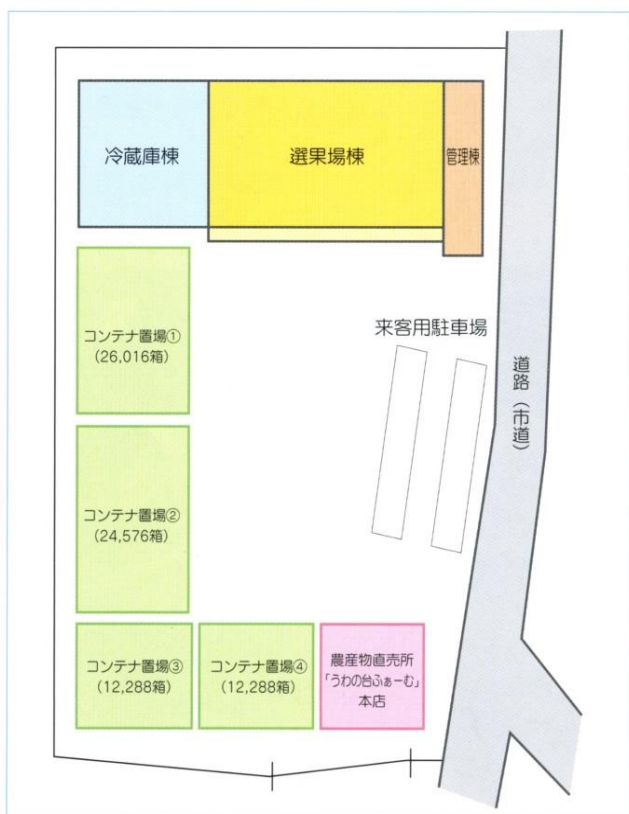 冷蔵庫棟
選果場棟
管理棟
コンテナ置場①
(26,016箱)
来客用駐車場
道路(市道)
コンテナ置場②
(24,576箱)
コンテナ置場③
(12,288箱)
コンテナ置場④
(12,288箱)
農産物直売所
「うわの台ふぁーむ」
本店